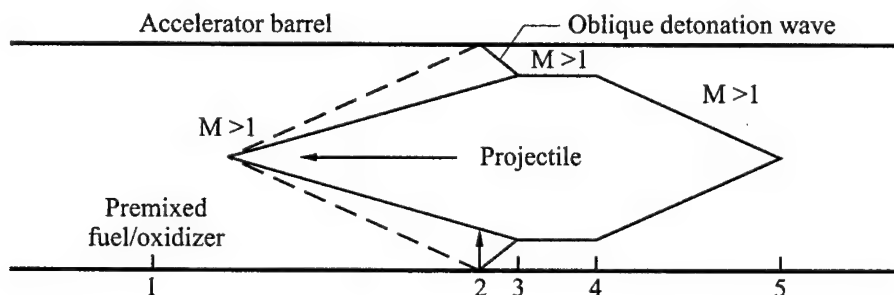 Accelerator barrel
Oblique detonation wave
M >1
M >1
M >1
Projectile
Premixed
fuel/oxidizer
1 2 3 4 5